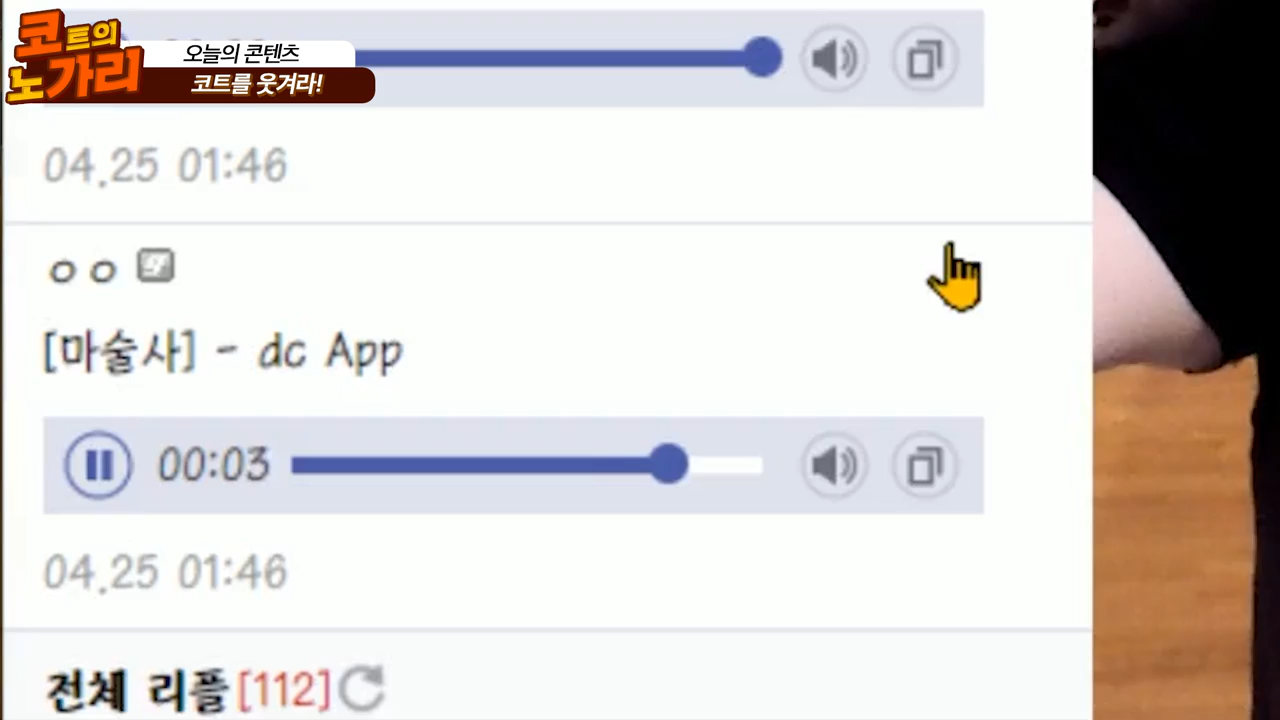 코트의
노가리
오늘의 콘텐츠
코트를 웃겨라!
04.25 01:46
ㅇㅇ
[마술사] - dc App
00:03
04.25 01:46
전체 리플 [112]